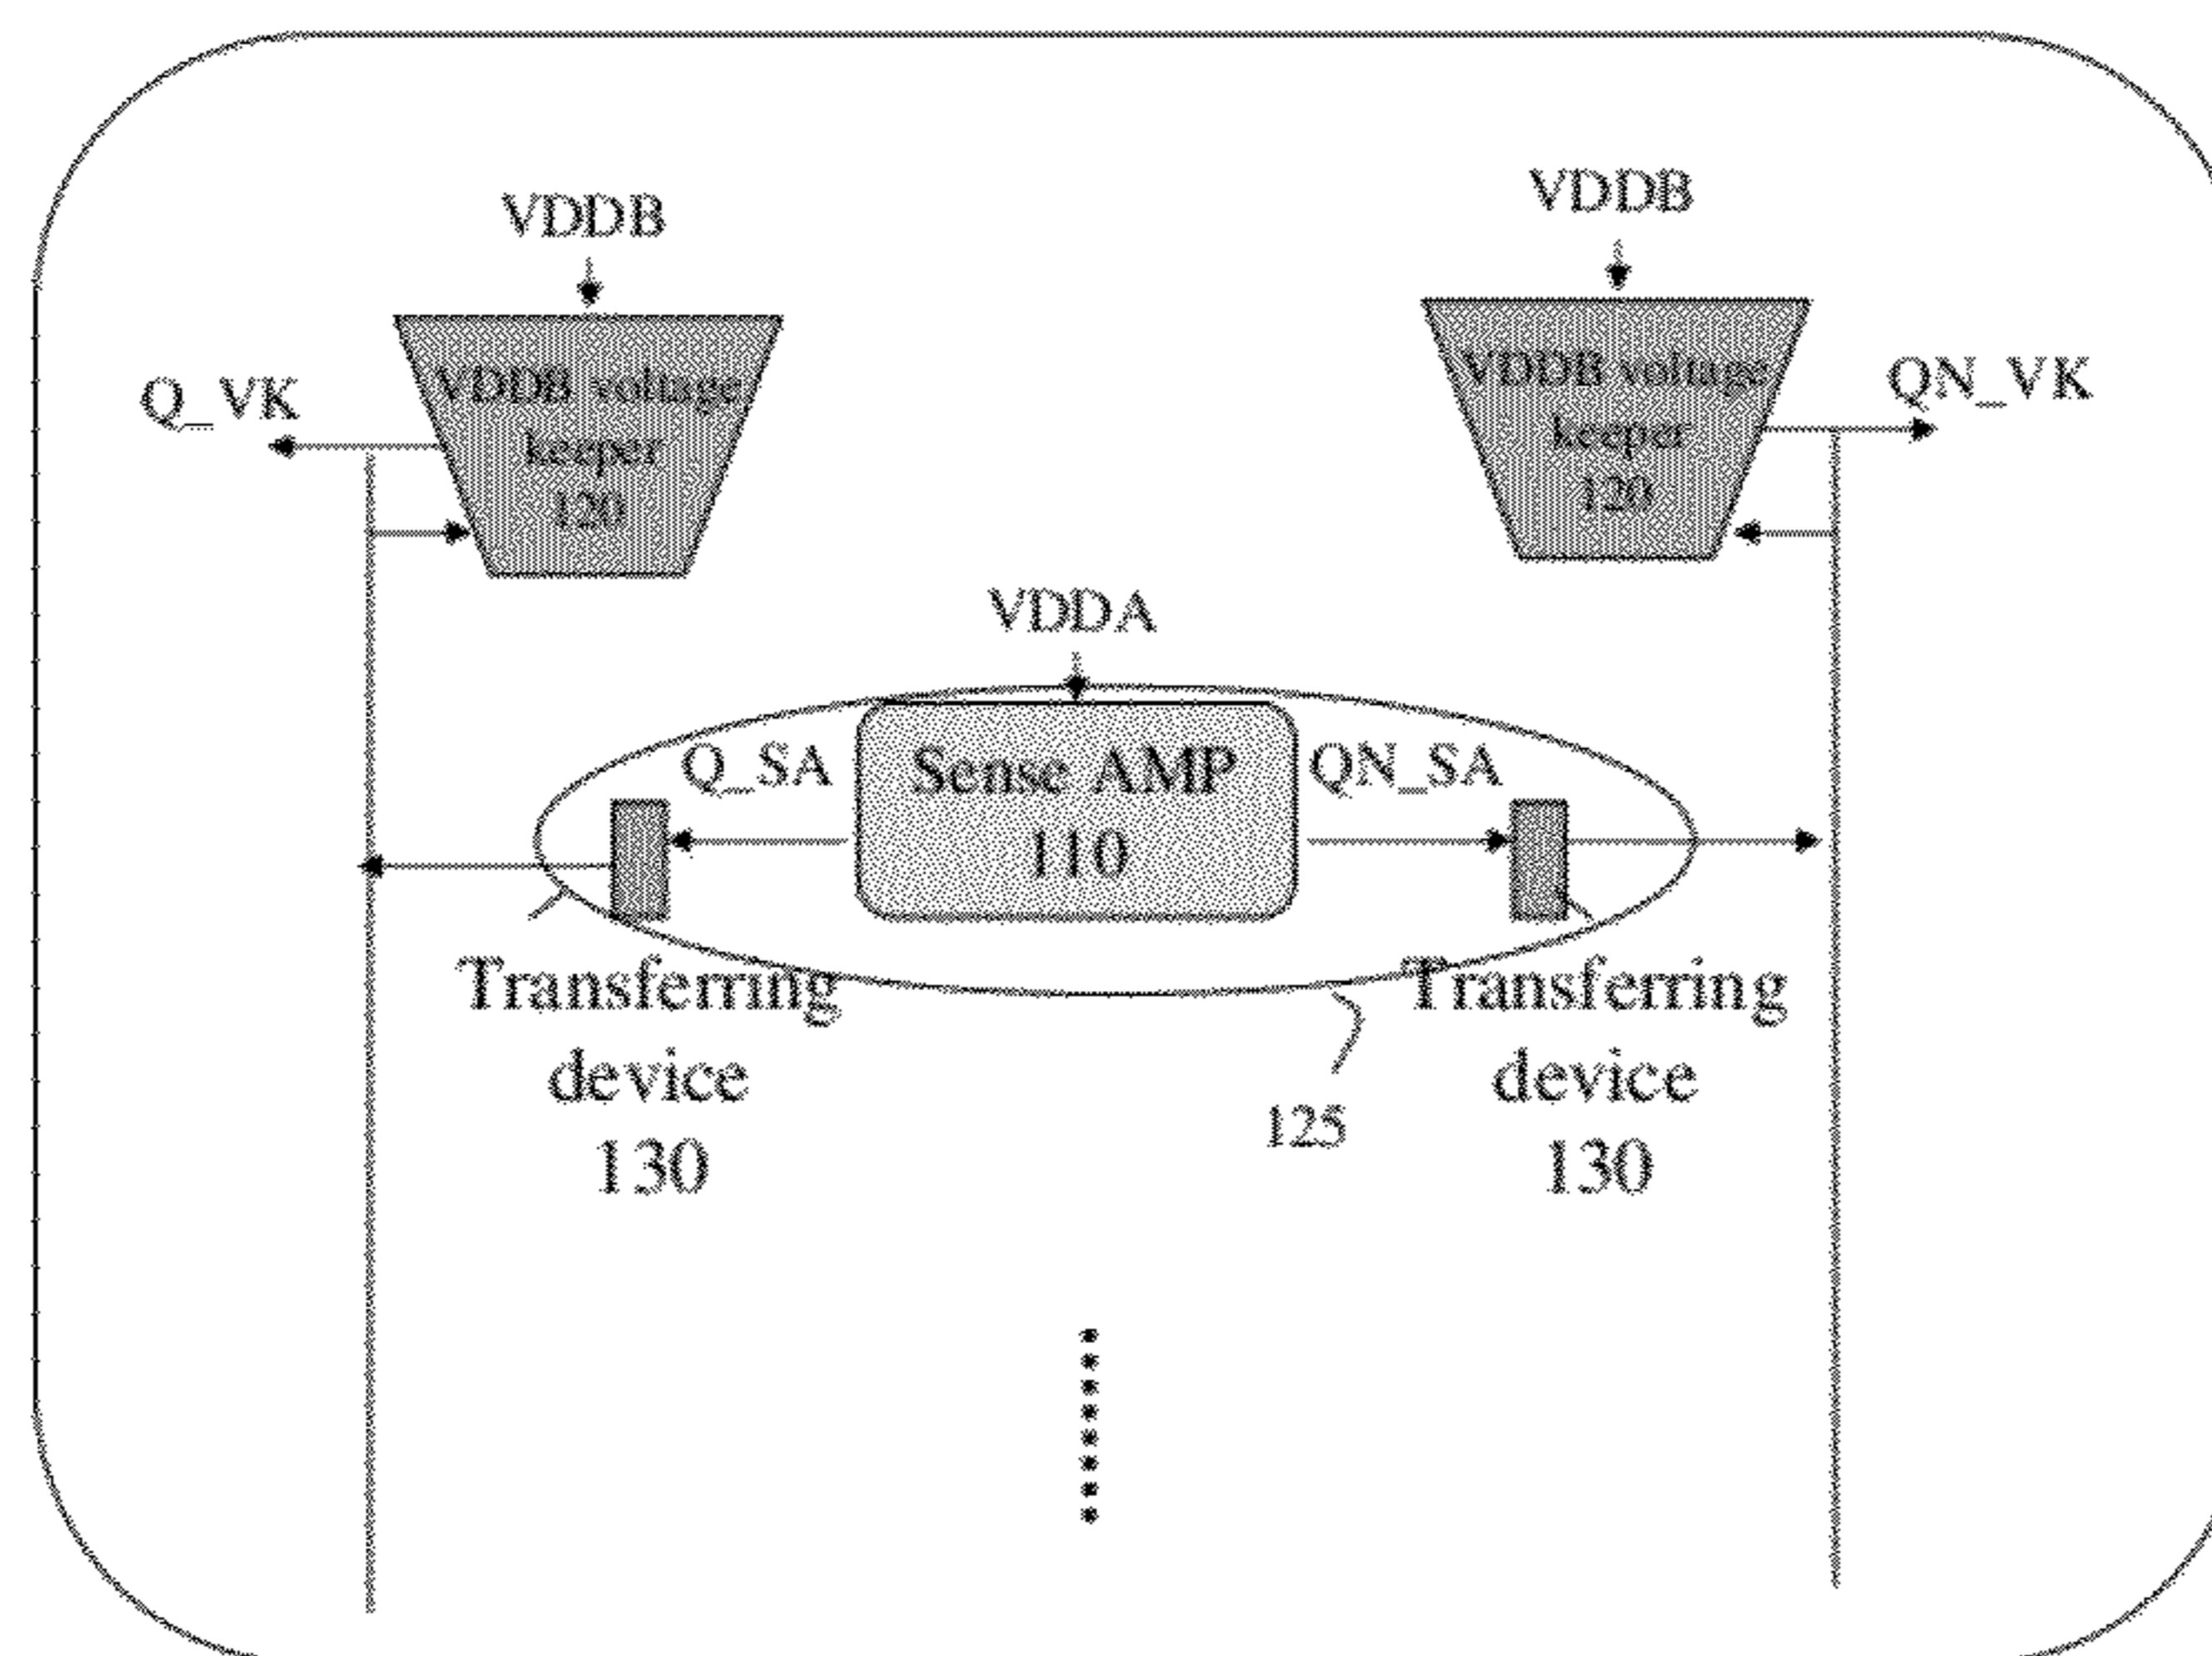 VDDB
VDDB
VDDB voltage
keeper
120
VDDB voltage
keeper
120
Q_VK
QN_VK
VDDA
Q_SA
Sense AMP
110
QN_SA
Transferring
device
130
Transferring
device
130
125